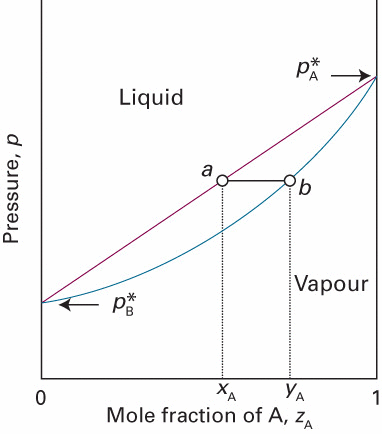 p*A
Liquid
a
b
Pressure, p
p*B
Vapour
0
xA
yA
1
Mole fraction of A, zA